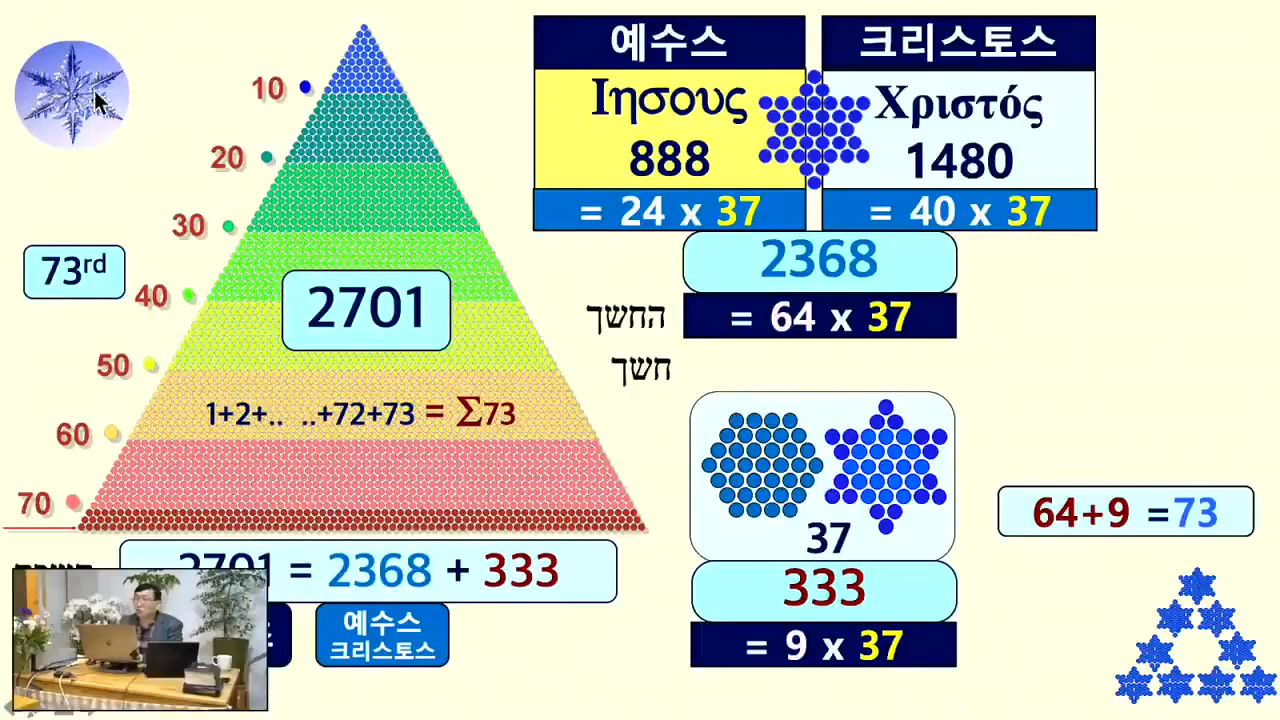 예수스
크리스토스
Ιησους
Χριστός
888
1480
= 24 x 37
= 40 x 37
2368
= 64 x 37
החשך
חשך
10
20
30
73rd
40
2701
50
1+2+.. ..+72+73 = Σ73
60
70
37
64+9 =73
2701 = 2368 + 333
333
예수스
크리스토스
= 9 x 37